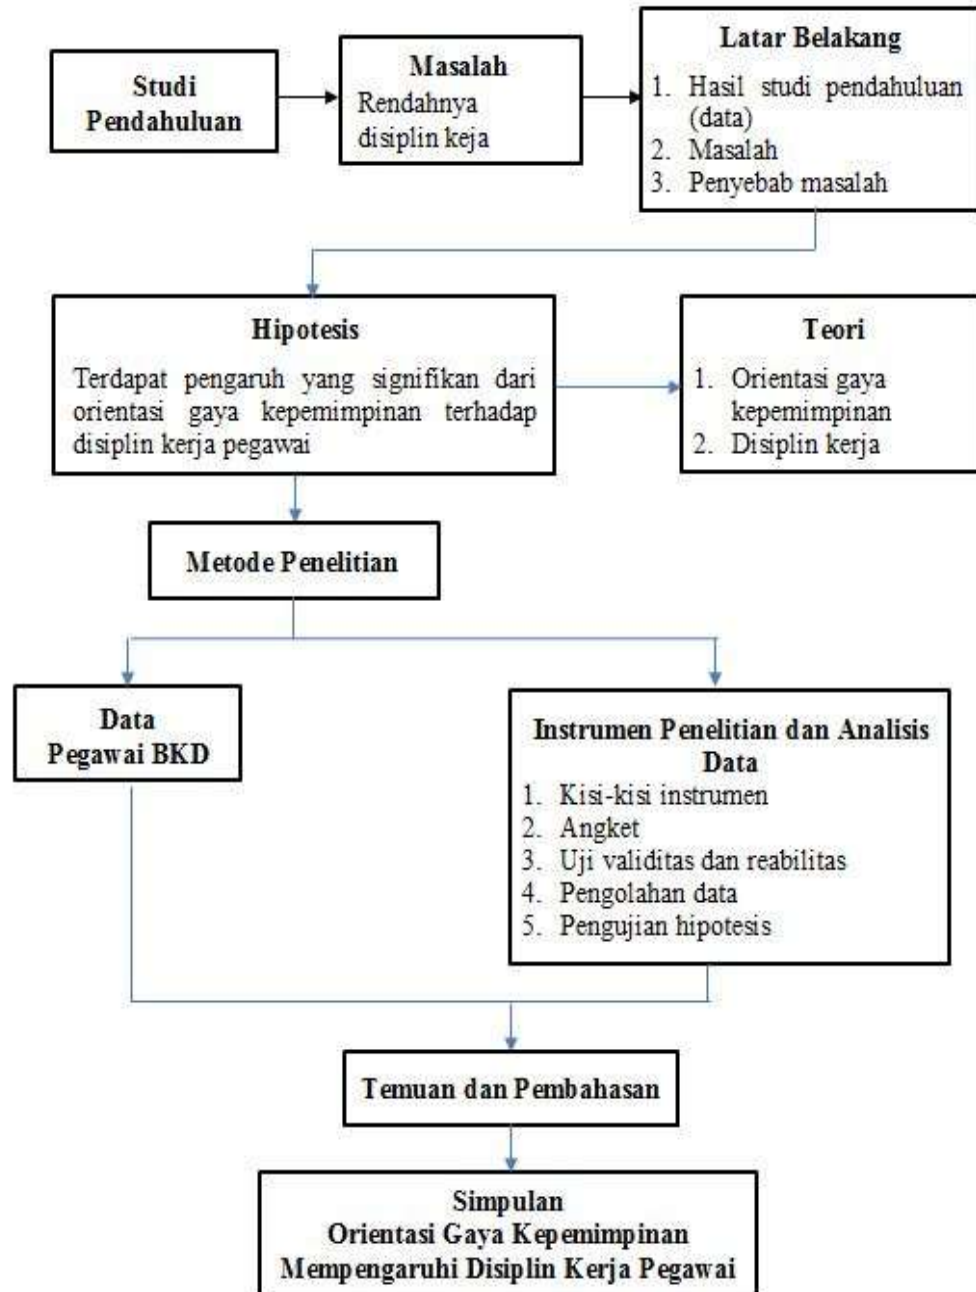 Studi
Pendahuluan
Masalah
Rendahnya
disiplin keja
Latar Belakang
1. Hasil studi pendahuluan
(data)
2. Masalah
3. Penyebab masalah
Hipotesis
Terdapat pengaruh yang signifikan dari
orientasi gaya kepemimpinan terhadap
disiplin kerja pegawai
Teori
1. Orientasi gaya
kepemimpinan
2. Disiplin kerja
Metode Penelitian
Data
Pegawai BKD
Instrumen Penelitian dan Analisis
Data
1. Kisi-kisi instrumen
2. Angket
3. Uji validitas dan reabilitas
4. Pengolahan data
5. Pengujian hipotesis
Temuan dan Pembahasan
Simpulan
Orientasi Gaya Kepemimpinan
Mempengaruhi Disiplin Kerja Pegawai